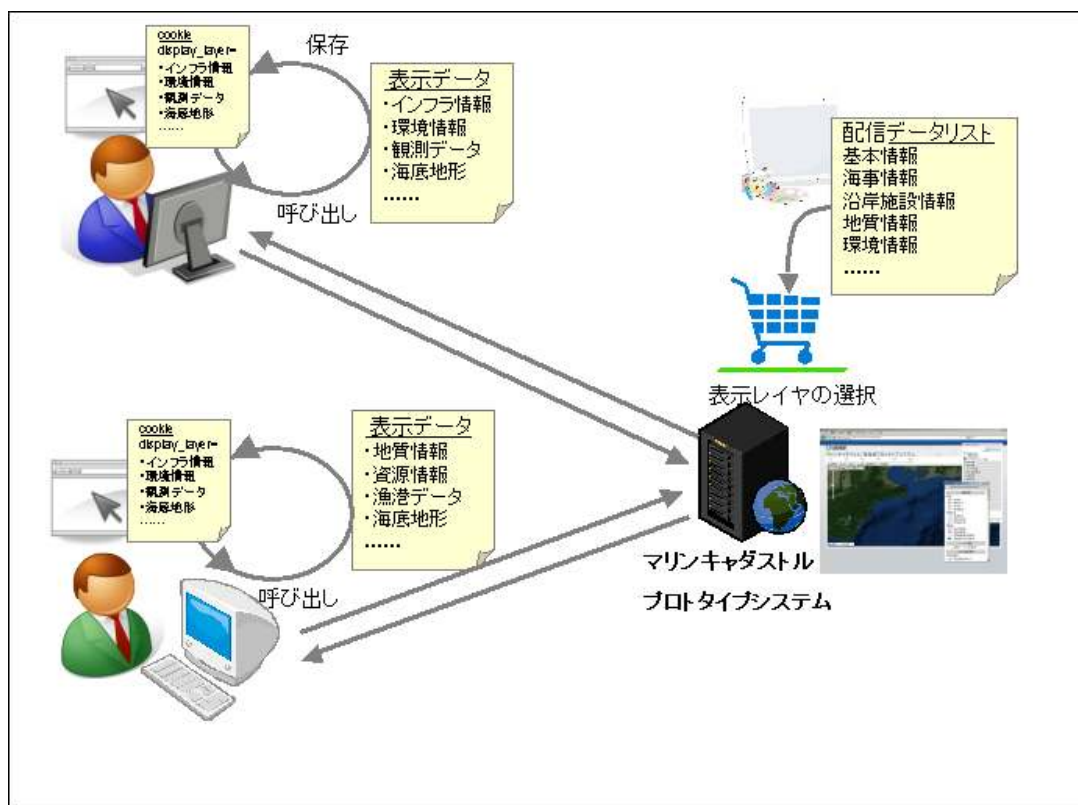 cookie
display_layer=
・インフラ情報
・環境情報
・観測データ
・海底地形
……
保存
呼び出し
表示データ
・インフラ情報
・環境情報
・観測データ
・海底地形
……
配信データリスト
基本情報
海事情報
沿岸施設情報
地質情報
環境情報
……
表示レイヤの選択
cookie
display_layer=
・インフラ情報
・環境情報
・観測データ
・海底地形
……
呼び出し
表示データ
・地質情報
・資源情報
・漁港データ
・海底地形
……
マリンキャダストル
プロトタイプシステム